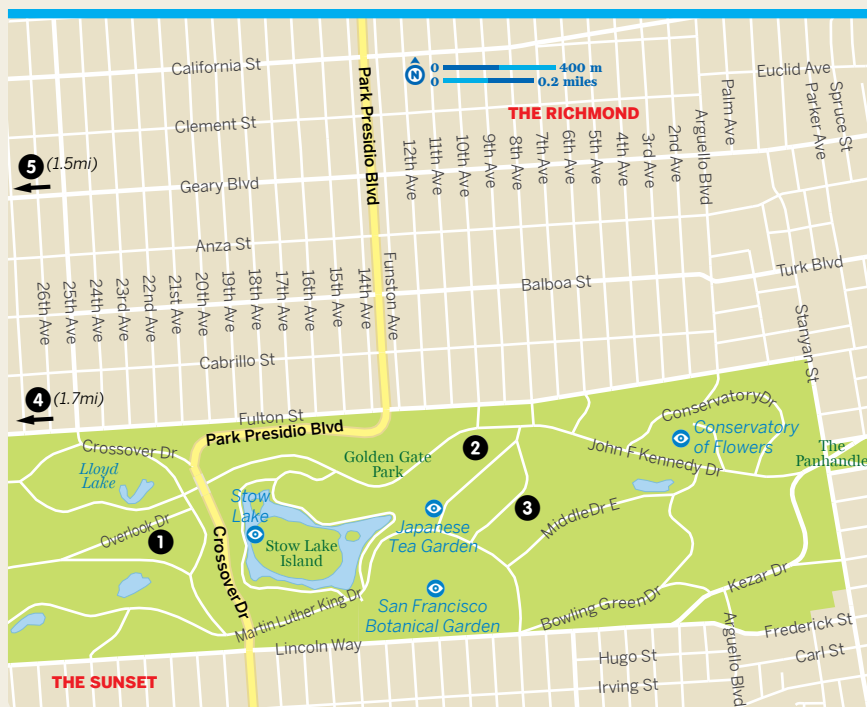 California St
Park Presidio Blvd
N
0 400 m
0 0.2 miles
THE RICHMOND
Euclid Ave
Palm Ave
Parker Ave
Spruce St
Clement St
12th Ave
11th Ave
10th Ave
9th Ave
8th Ave
7th Ave
6th Ave
5th Ave
4th Ave
3rd Ave
2nd Ave
Arguello Blvd
5 (1.5mi)
Geary Blvd
Anza St
Funston Ave
Turk Blvd
Balboa St
26th Ave
25th Ave
24th Ave
23rd Ave
22nd Ave
21st Ave
20th Ave
19th Ave
18th Ave
17th Ave
16th Ave
15th Ave
14th Ave
Stanyan St
Cabrillo St
4 (1.7mi)
Fulton St
Park Presidio Blvd
Conservatory Dr
Conservatory
of Flowers
John F Kennedy Dr
The
Panhandle
Crossover Dr
Lloyd
Lake
Golden Gate
Park
2
Stow
Lake
3
Overlook Dr
1
Crossover Dr
Stow Lake
Island
Japanese
Tea Garden
Middle Dr E
Martin Luther King Dr
San Francisco
Botanical Garden
Bowling Green Dr
Kezar Dr
Lincoln Way
Arguello Blvd
Frederick St
Hugo St
Carl St
Irving St
THE SUNSET